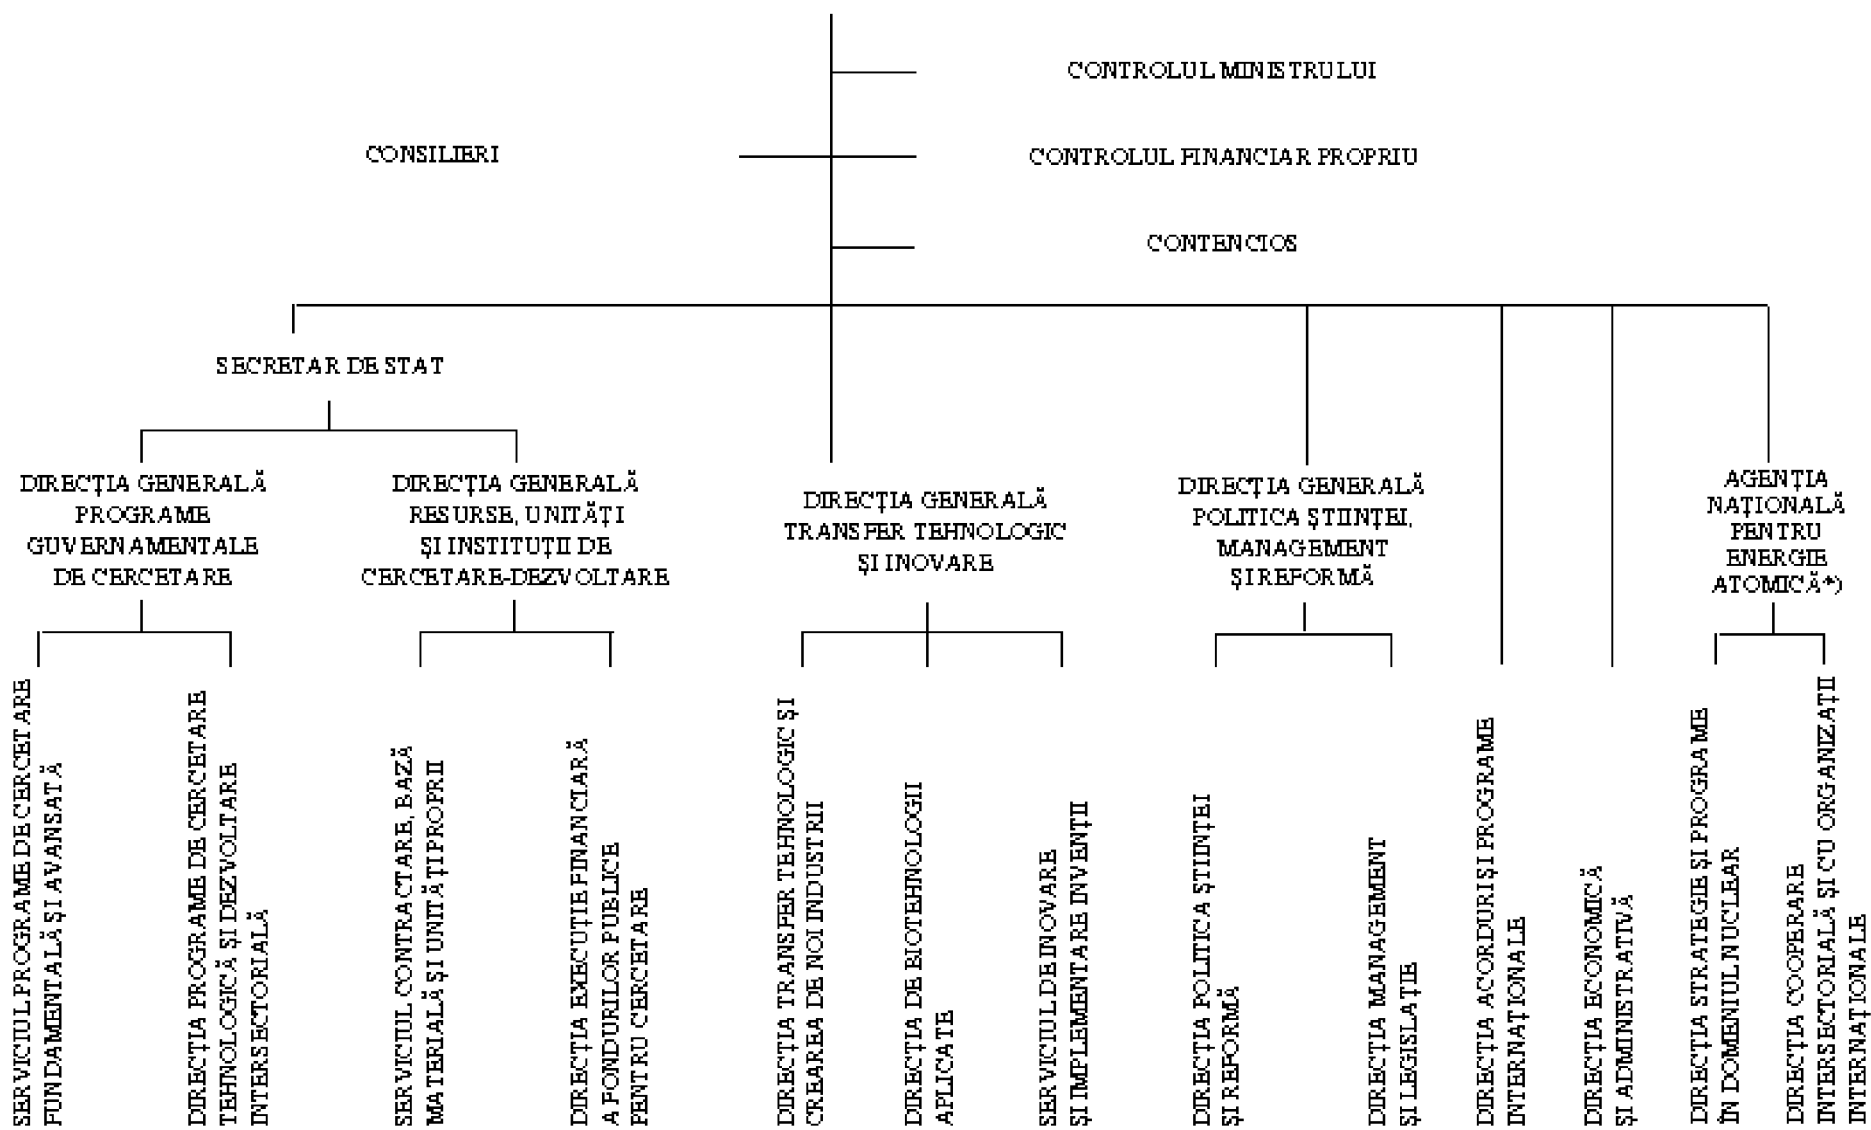 CONTROLUL MINISTRULUI
CONSILIERI
CONTROLUL FINANCIAR PROPRIU
CONTENCIOS
SECRETAR DE STAT
DIRECȚIA GENERALĂ
PROGRAME
GUVERNAMENTALE
DE CERCETARE
DIRECȚIA GENERALĂ
RESURSE, UNITĂȚI
ȘI INSTITUȚII DE
CERCETARE-DEZVOLTARE
DIRECȚIA GENERALĂ
TRANSFER TEHNOLOGIC
ȘI INOVARE
DIRECȚIA GENERALĂ
POLITICA ȘTIINȚEI,
MANAGEMENT
ȘI REFORMĂ
AGENȚIA
NAȚIONALĂ
PENTRU
ENERGIE
ATOMICĂ*)
SERVICIUL PROGRAME DE CERCETARE
FUNDAMENTALĂ ȘI AVANSATĂ
DIRECȚIA PROGRAME DE CERCETARE
TEHNOLOGICĂ ȘI DEZVOLTARE
INTERSECTORIALĂ
SERVICIUL CONTRACTARE, BAZĂ
MATERIALĂ ȘI UNITĂȚI PROPRII
DIRECȚIA EXECUȚIE FINANCIARĂ
A FONDURILOR PUBLICE
PENTRU CERCETARE
DIRECȚIA TRANSFER TEHNOLOGIC ȘI
CREAREA DE NOI INDUSTRII
DIRECȚIA DE BIOTEHNOLOGII
APLICATE
SERVICIUL DE INOVARE
ȘI IMPLEMENTARE INVENȚII
DIRECȚIA POLITICA ȘTIINȚEI
ȘI REFORMĂ
DIRECȚIA MANAGEMENT
ȘI LEGISLAȚIE
DIRECȚIA ACORDURI ȘI PROGRAME
INTERNAȚIONALE
DIRECȚIA ECONOMICĂ
ȘI ADMINISTRATIVĂ
DIRECȚIA STRATEGIE ȘI PROGRAME
ÎN DOMENIUL NUCLEAR
DIRECȚIA COOPERARE
INTERSECTORIALĂ ȘI CU ORGANIZAȚII
INTERNAȚIONALE